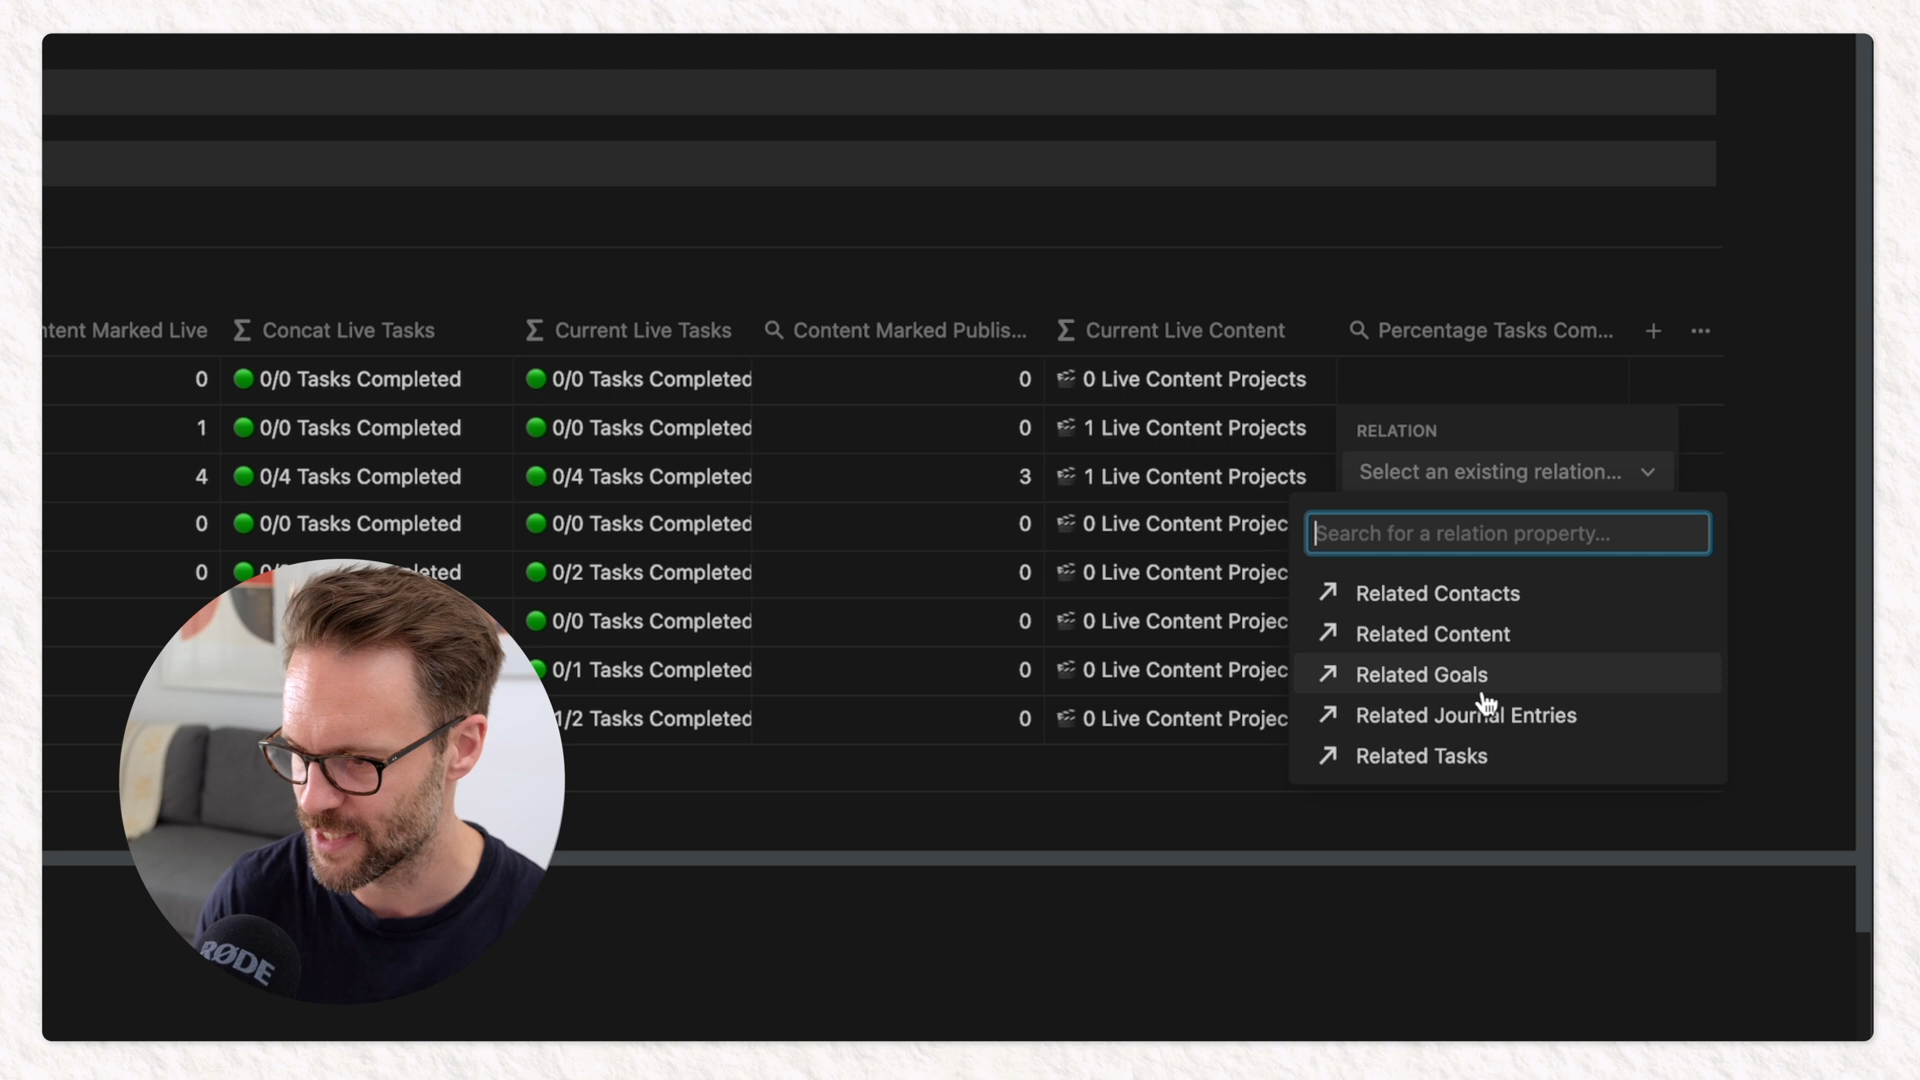 ntent Marked Live Concat Live Tasks Current Live Tasks Content Marked Publis... Current Live Content Percentage Tasks Com...
0 0/0 Tasks Completed 0/0 Tasks Completed 0 0 Live Content Projects
1 0/0 Tasks Completed 0/0 Tasks Completed 0 1 Live Content Projects
RELATION
4 0/4 Tasks Completed 0/4 Tasks Completed 3 1 Live Content Projects
Select an existing relation...
0 0/0 Tasks Completed 0/0 Tasks Completed 0 0 Live Content Projec
Search for a relation property...
0 0/2 Tasks Completed 0 0 Live Content Projec
Related Contacts
0/0 Tasks Completed 0 0 Live Content Projec
Related Content
0/1 Tasks Completed 0 0 Live Content Projec
Related Goals
1/2 Tasks Completed 0 0 Live Content Projec
Related Journal Entries
Related Tasks
RØDE